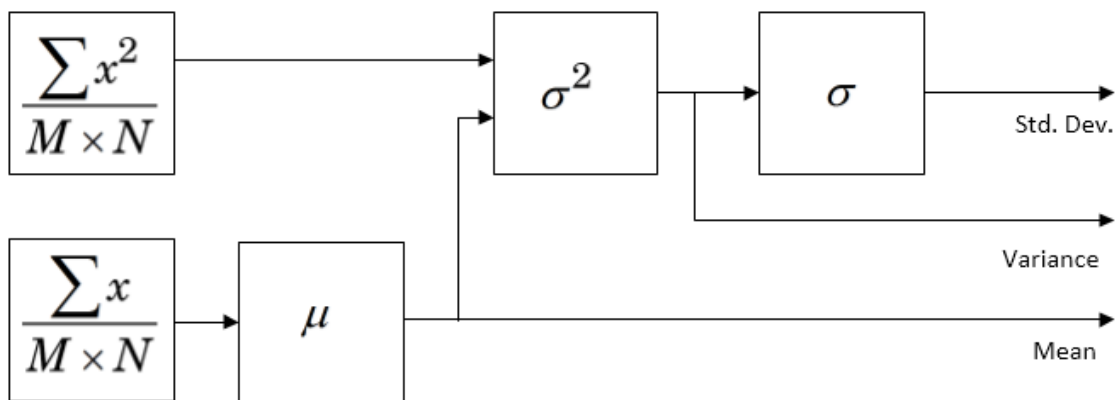 ∑x²
M × N
σ²
σ
Std. Dev.
Variance
∑x
M × N
μ
Mean